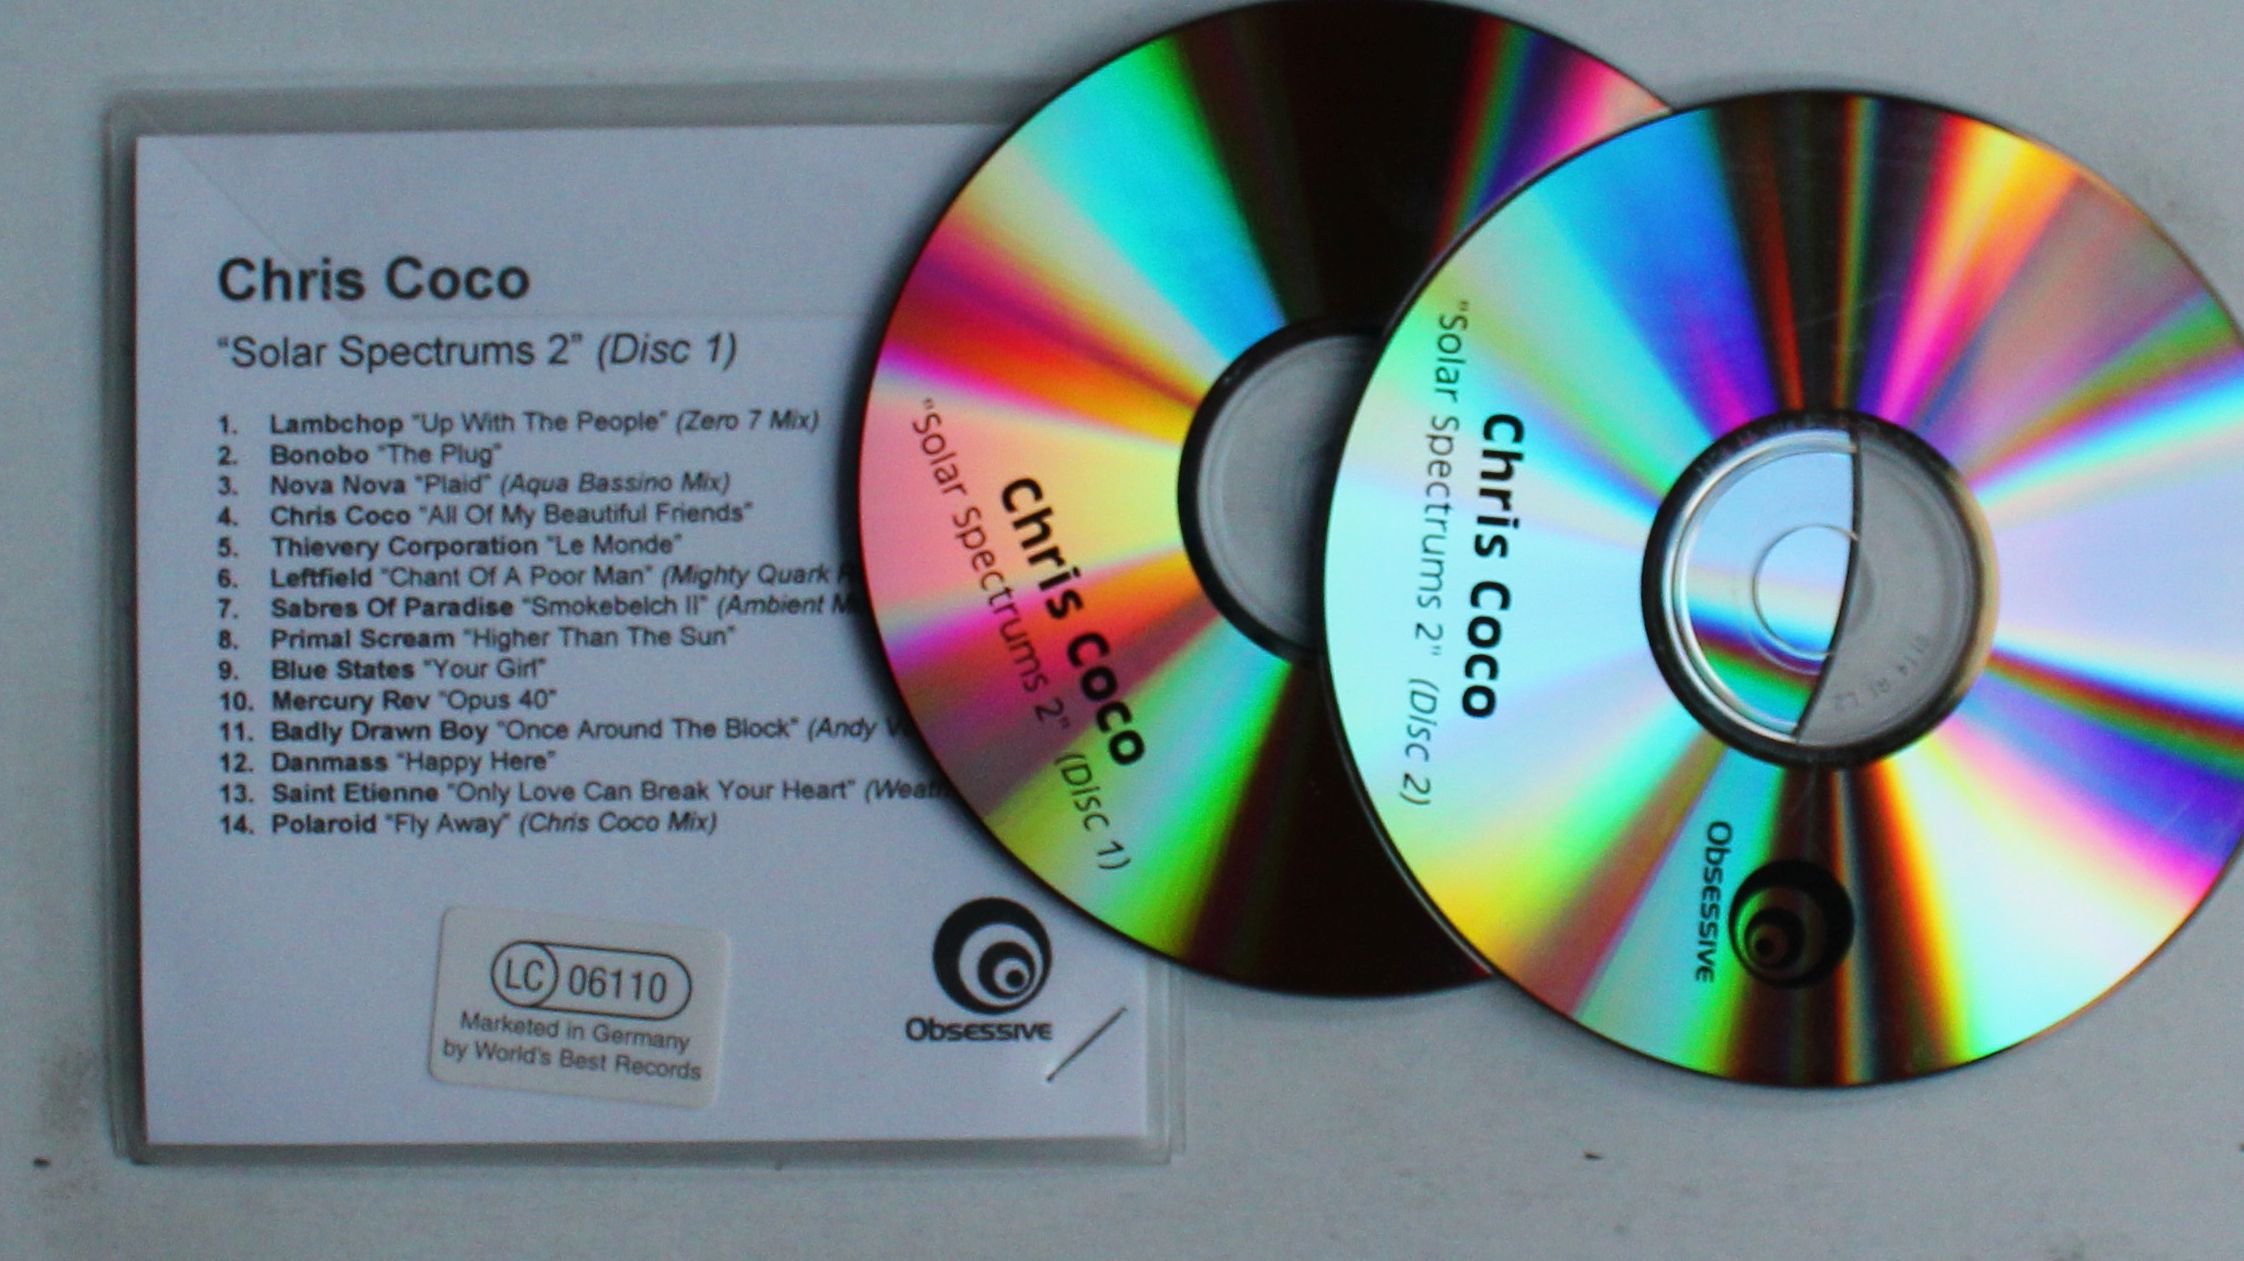 Chris Coco
“Solar Spectrums 2” (Disc 1)
1. Lambchop “Up With The People” (Zero 7 Mix)
2. Bonobo “The Plug”
3. Nova Nova “Plaid” (Aqua Bassino Mix)
4. Chris Coco “All Of My Beautiful Friends”
5. Thievery Corporation “Le Monde”
6. Leftfield “Chant Of A Poor Man” (Mighty Quark
7. Sabres Of Paradise “Smokebelch II” (Ambient
8. Primal Scream “Higher Than The Sun”
9. Blue States “Your Girl”
10. Mercury Rev “Opus 40”
11. Badly Drawn Boy “Once Around The Block” (Andy
12. Danmass “Happy Here”
13. Saint Etienne “Only Love Can Break Your Heart”
14. Polaroid “Fly Away” (Chris Coco Mix)
LC 06110
Marketed in Germany
by World's Best Records
Obsessive
Chris Coco
"Solar Spectrums 2" (Disc 1)
Chris Coco
"Solar Spectrums 2" (Disc 2)
Obsessive